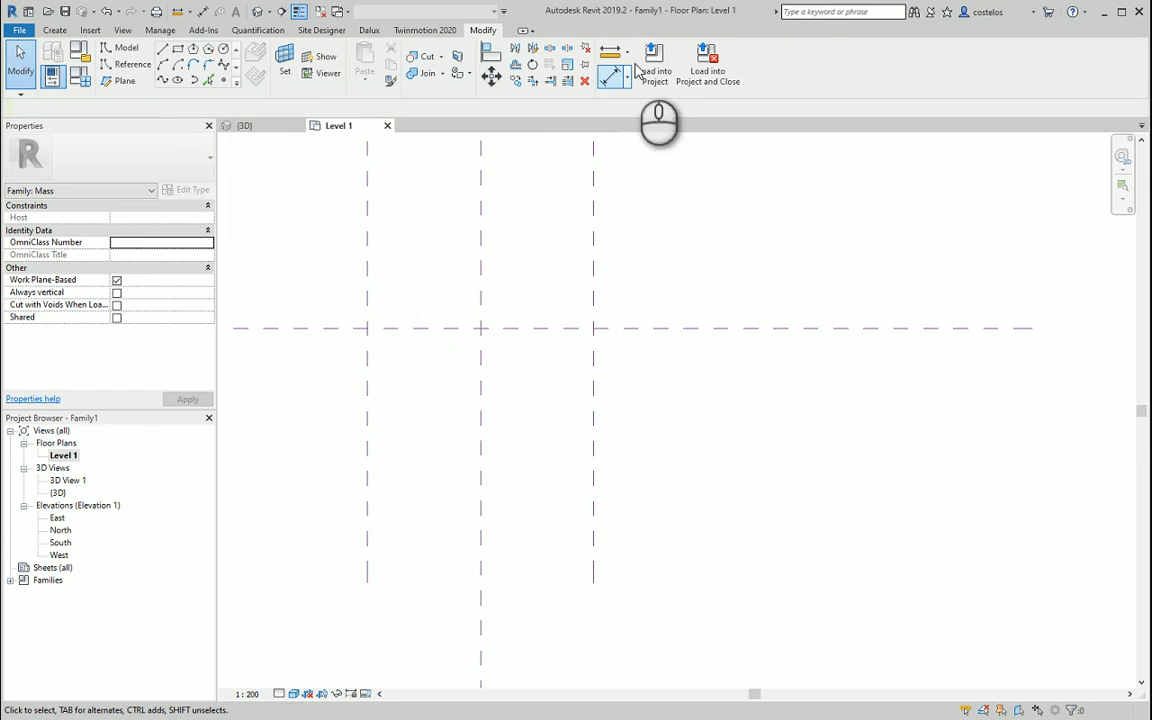 Autodesk Revit 2019.2 - Family1 - Floor Plan: Level 1
Type a keyword or phrase
costelos
File Create Insert View Manage Add-Ins Quantification Site Designer Dalux Twinmotion 2020 Modify
Modify
Model
Reference
Plane
Set
Show
Viewer
Paste
Cut
Join
Load into
Project
Load into
Project and Close
Properties
{3D}
Level 1
Family: Mass
Edit Type
Constraints
Host
Identity Data
OmniClass Number
OmniClass Title
Other
Work Plane-Based
Always vertical
Cut with Voids When Loa...
Shared
Properties help
Apply
Project Browser - Family1
Views (all)
Floor Plans
Level 1
3D Views
3D View 1
{3D}
Elevations (Elevation 1)
East
North
South
West
Sheets (all)
Families
1 : 200
Click to select, TAB for alternates, CTRL adds, SHIFT unselects.
:0